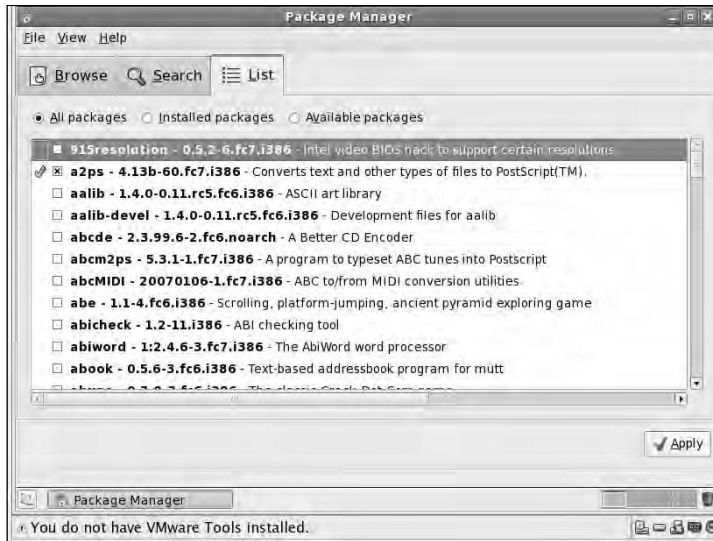 Package Manager
File View Help
Browse Search List
All packages Installed packages Available packages
915resolution - 0.5.2-6.fc7.i386 - Intel video BIOS hack to support certain resolutions
a2ps - 4.13b-60.fc7.i386 - Converts text and other types of files to PostScript(TM).
aalib - 1.4.0-0.11.rc5.fc6.i386 - ASCII art library
aalib-devel - 1.4.0-0.11.rc5.fc6.i386 - Development files for aalib
abcde - 2.3.99.6-2.fc6.noarch - A Better CD Encoder
abcm2ps - 5.3.1-1.fc7.i386 - A program to typeset ABC tunes into Postscript
abcMIDI - 20070106-1.fc7.i386 - ABC to/from MIDI conversion utilities
abe - 1.1-4.fc6.i386 - Scrolling, platform-jumping, ancient pyramid exploring game
abicheck - 1.2-11.i386 - ABI checking tool
abiword - 1:2.4.6-3.fc7.i386 - The AbiWord word processor
abook - 0.5.6-3.fc6.i386 - Text-based addressbook program for mutt
Apply
Package Manager
You do not have VMware Tools installed.